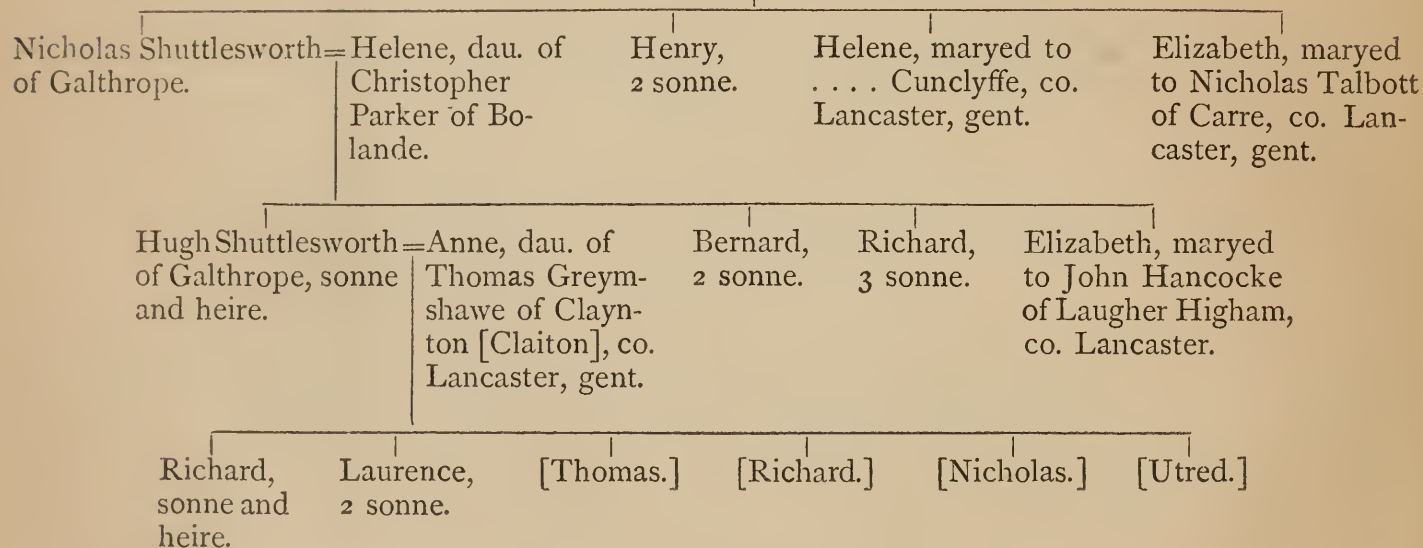 Nicholas Shuttlesworth=
of Galthrope.
Helene, dau. of
Christopher
Parker of Bo-
lande.
Henry,
2 sonne.
Helene, maryed to
. . . . Cunclyffe, co.
Lancaster, gent.
Elizabeth, maryed
to Nicholas Talbott
of Carre, co. Lan-
caster, gent.
Hugh Shuttlesworth=
of Galthrope, sonne
and heire.
Anne, dau. of
Thomas Greym-
shawe of Clayn-
ton [Claiton], co.
Lancaster, gent.
Bernard,
2 sonne.
Richard,
3 sonne.
Elizabeth, maryed
to John Hancocke
of Laugher Higham,
co. Lancaster.
Richard,
sonne and
heire.
Laurence,
2 sonne.
[Thomas.]
[Richard.]
[Nicholas.]
[Utred.]